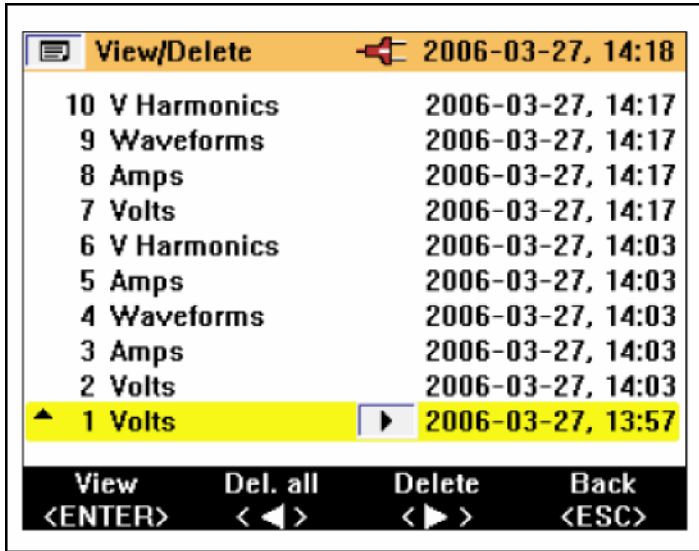 View/Delete 2006-03-27, 14:18
10 V Harmonics 2006-03-27, 14:17
9 Waveforms 2006-03-27, 14:17
8 Amps 2006-03-27, 14:17
7 Volts 2006-03-27, 14:17
6 V Harmonics 2006-03-27, 14:03
5 Amps 2006-03-27, 14:03
4 Waveforms 2006-03-27, 14:03
3 Amps 2006-03-27, 14:03
2 Volts 2006-03-27, 14:03
1 Volts 2006-03-27, 13:57
View Del. all Delete Back
<ENTER> <◀> <▶> <ESC>